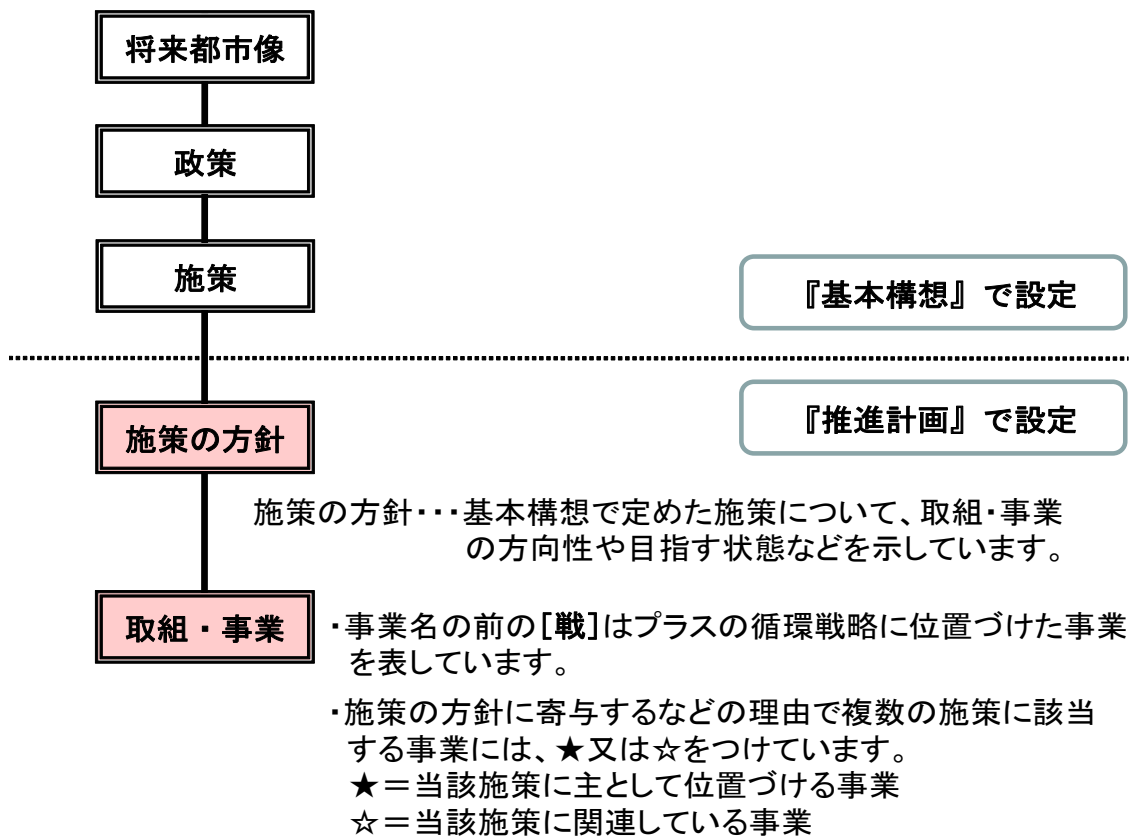 将来都市像
政策
施策
『基本構想』で設定
『推進計画』で設定
施策の方針
施策の方針・・・基本構想で定めた施策について、取組・事業
の方向性や目指す状態などを示しています。
取組・事業
・事業名の前の[戦]はプラスの循環戦略に位置づけた事業
を表しています。
・施策の方針に寄与するなどの理由で複数の施策に該当
する事業には、★又は☆をつけています。
★＝当該施策に主として位置づける事業
☆＝当該施策に関連している事業